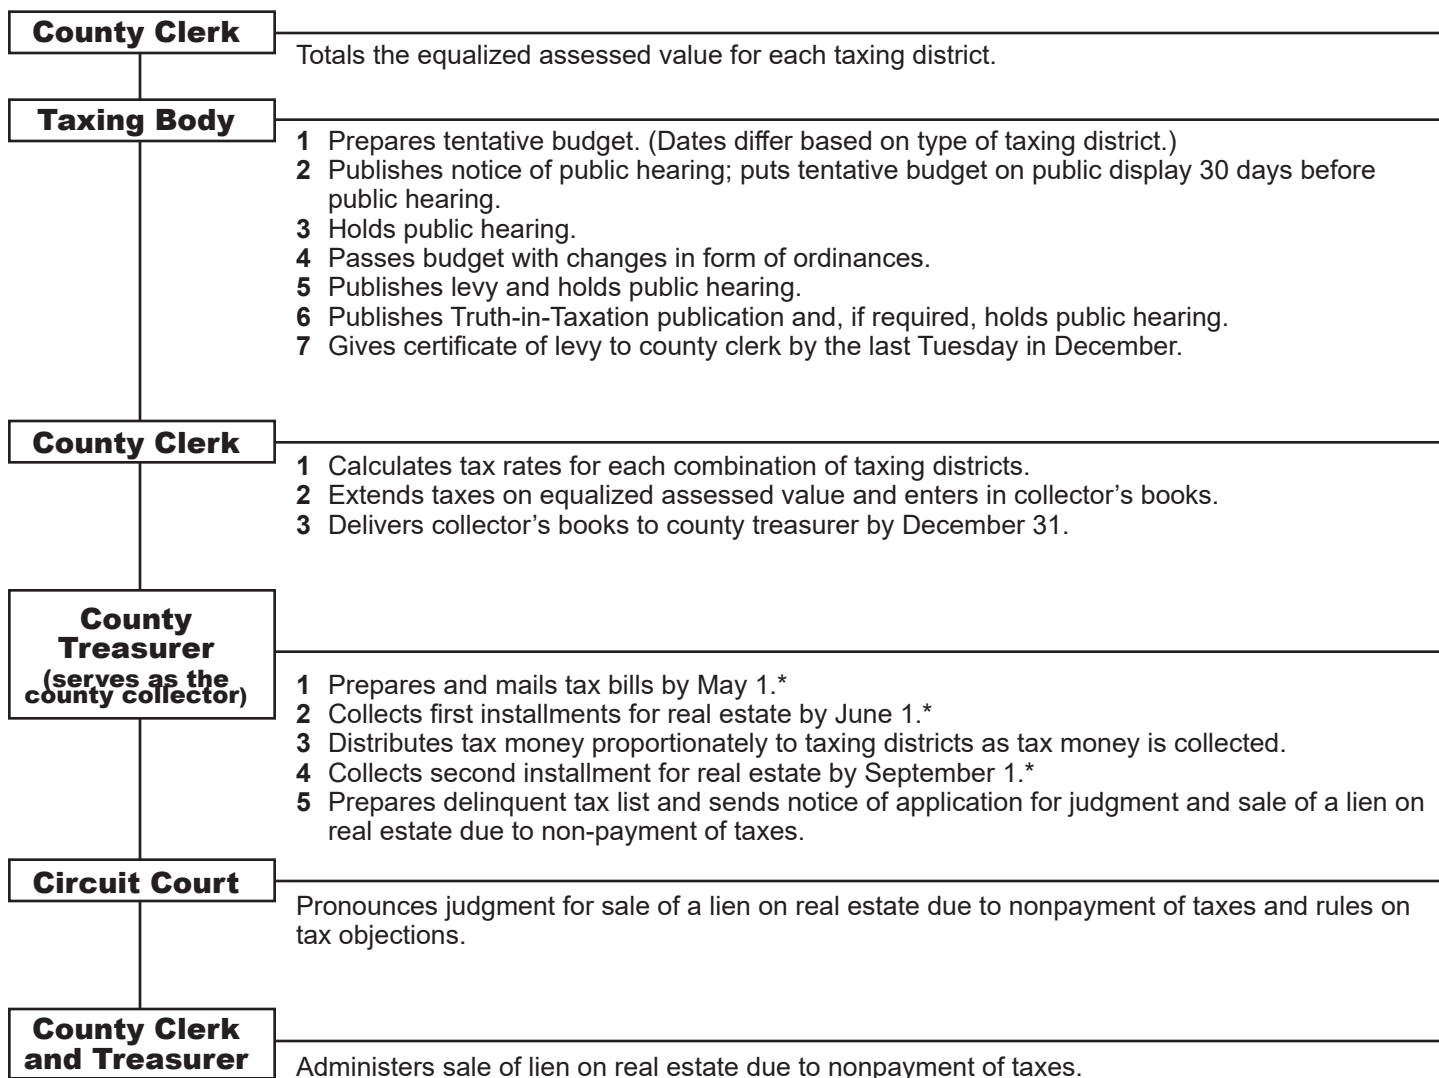 County Clerk
Totals the equalized assessed value for each taxing district.
Taxing Body
1 Prepares tentative budget. (Dates differ based on type of taxing district.)
2 Publishes notice of public hearing; puts tentative budget on public display 30 days before
public hearing.
3 Holds public hearing.
4 Passes budget with changes in form of ordinances.
5 Publishes levy and holds public hearing.
6 Publishes Truth-in-Taxation publication and, if required, holds public hearing.
7 Gives certificate of levy to county clerk by the last Tuesday in December.
County Clerk
1 Calculates tax rates for each combination of taxing districts.
2 Extends taxes on equalized assessed value and enters in collector’s books.
3 Delivers collector’s books to county treasurer by December 31.
County
Treasurer
(serves as the
county collector)
1 Prepares and mails tax bills by May 1.*
2 Collects first installments for real estate by June 1.*
3 Distributes tax money proportionately to taxing districts as tax money is collected.
4 Collects second installment for real estate by September 1.*
5 Prepares delinquent tax list and sends notice of application for judgment and sale of a lien on
real estate due to non-payment of taxes.
Circuit Court
Pronounces judgment for sale of a lien on real estate due to nonpayment of taxes and rules on
tax objections.
County Clerk
and Treasurer
Administers sale of lien on real estate due to nonpayment of taxes.